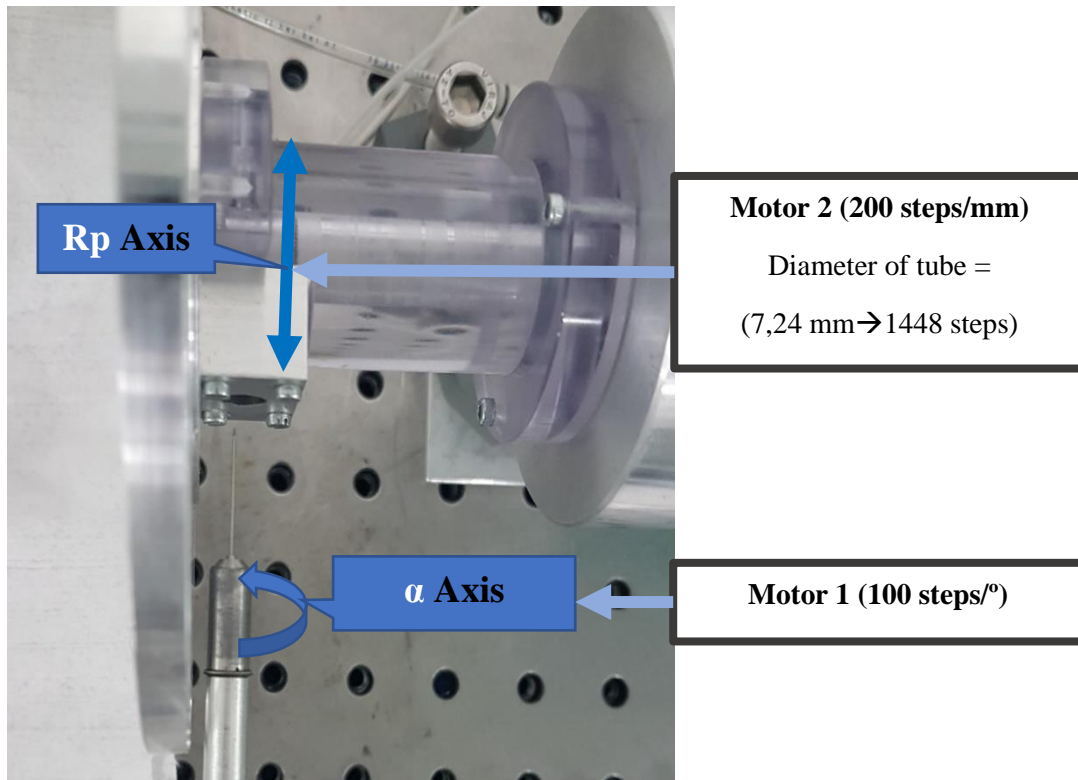 Motor 2 (200 steps/mm)
Rp Axis
Diameter of tube =
(7,24 mm→1448 steps)
α Axis
Motor 1 (100 steps/º)